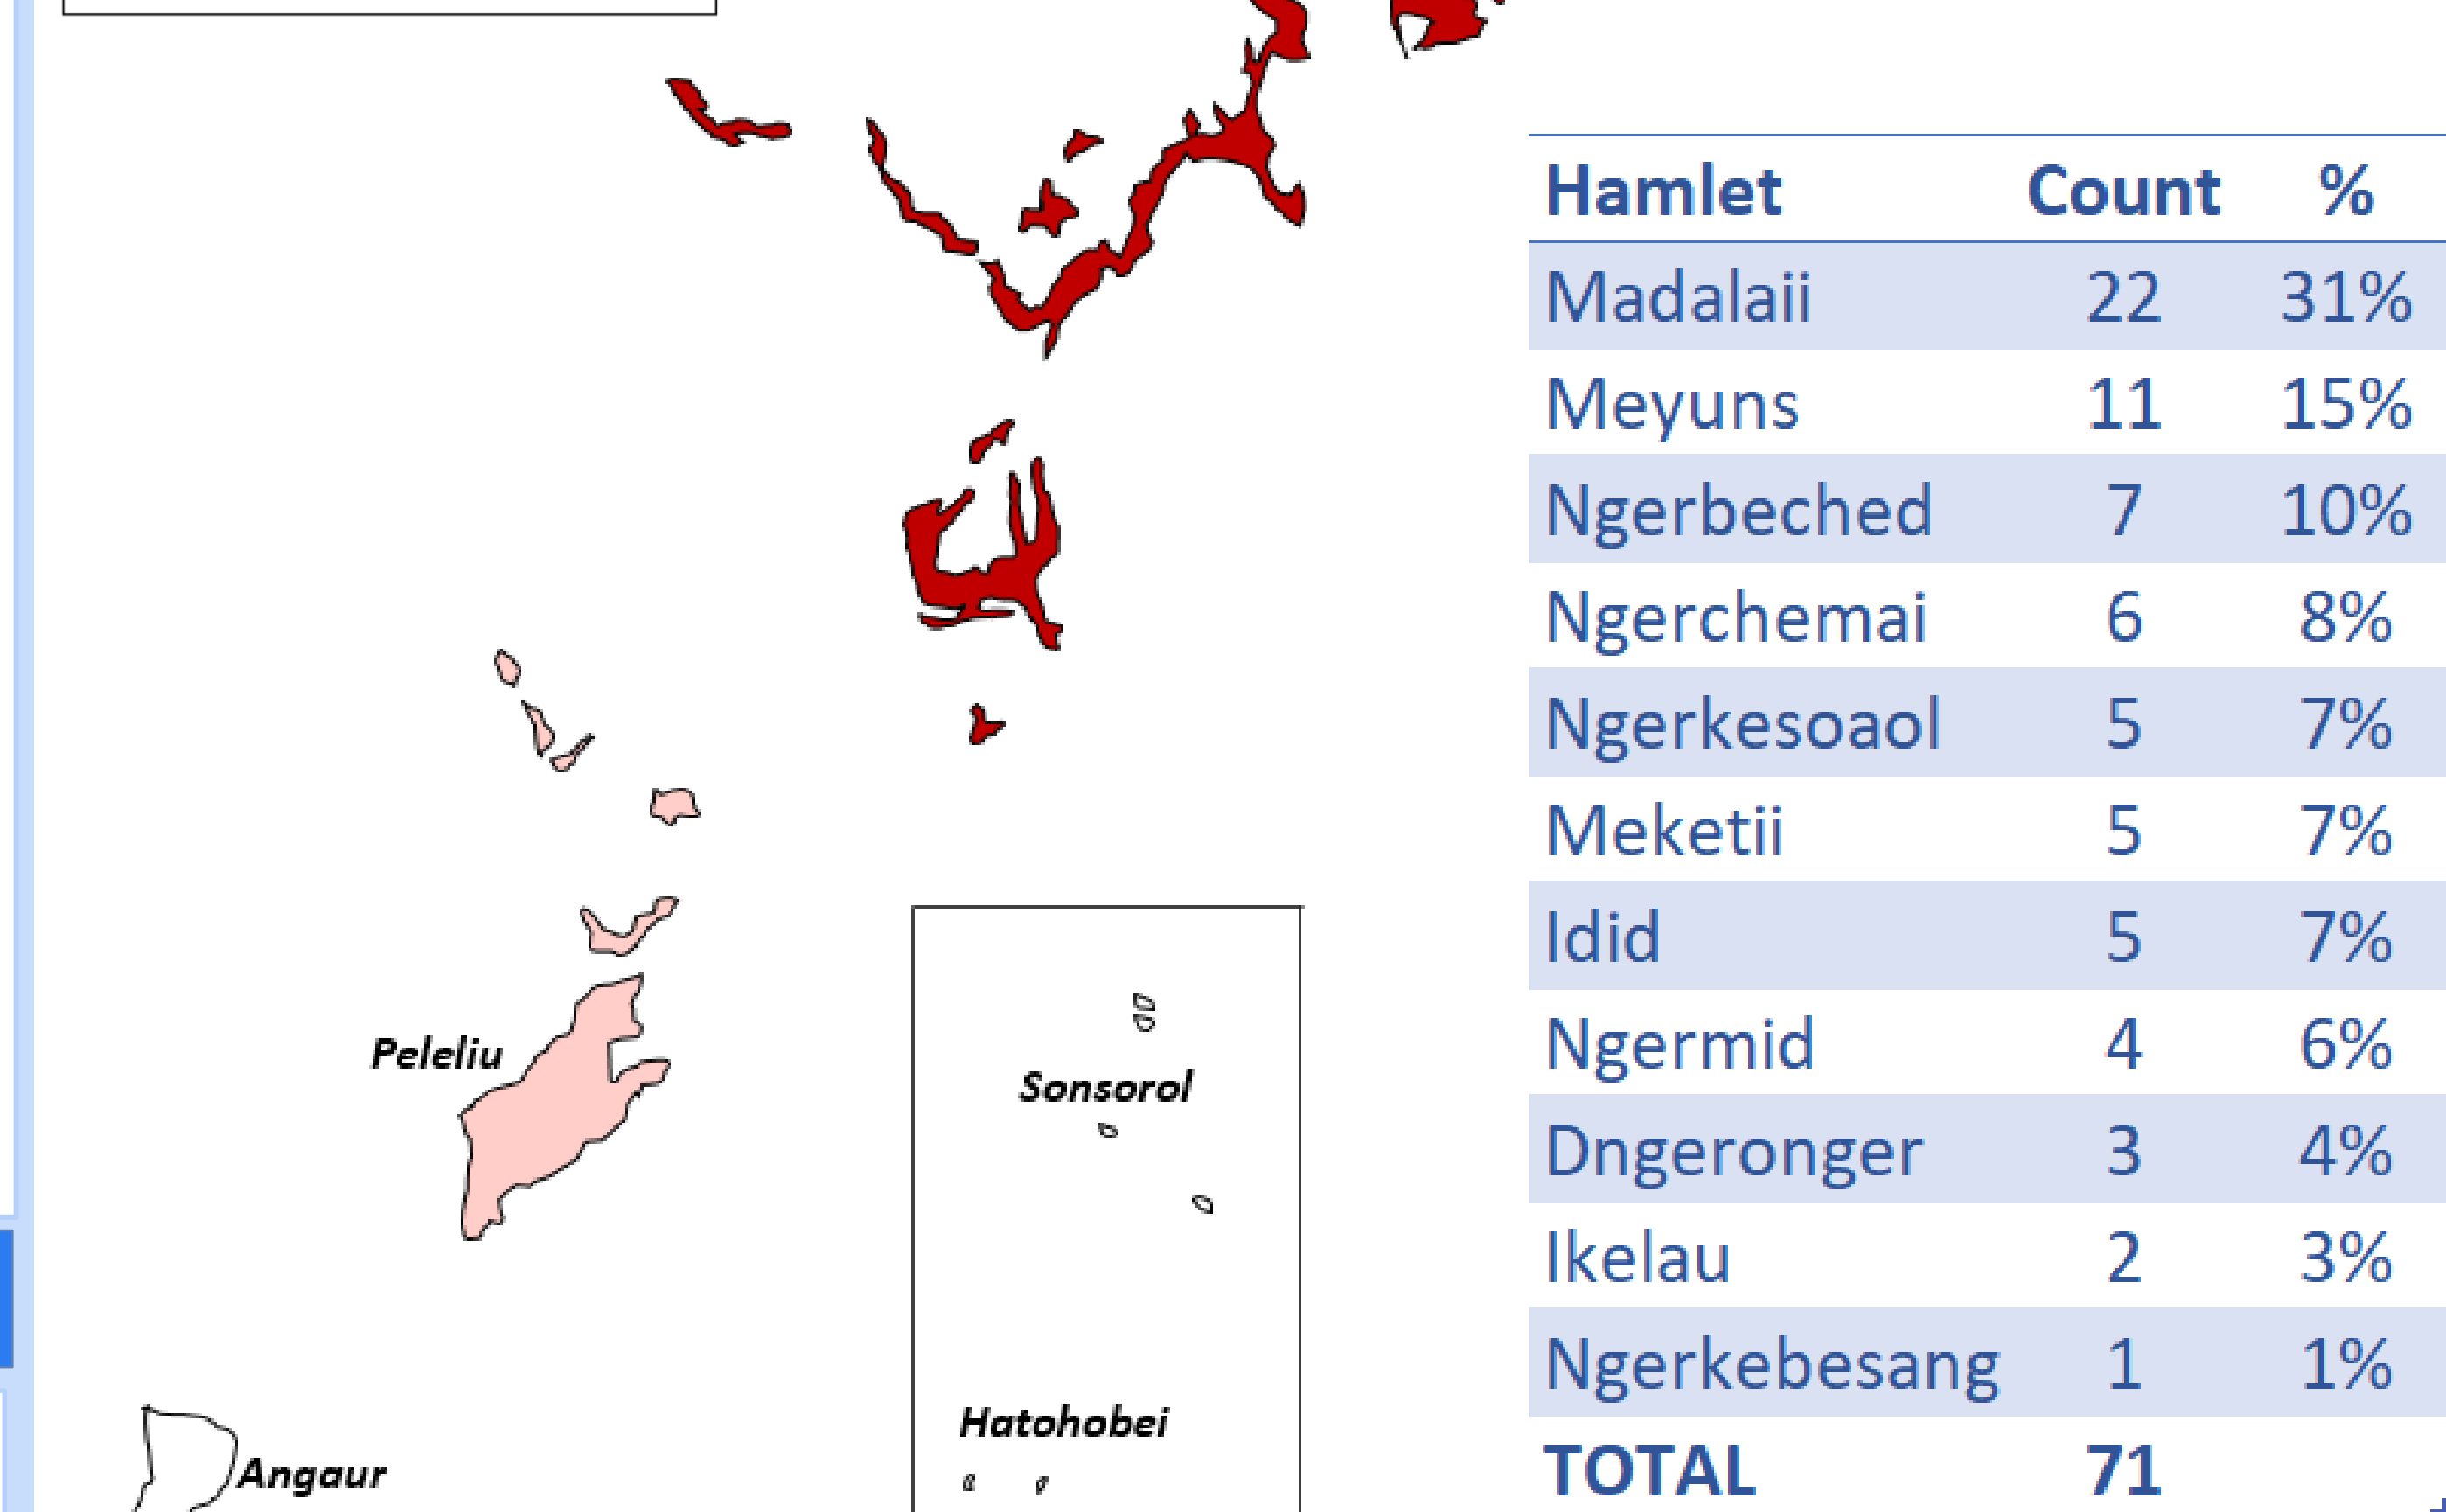 Hamlet Count %
Madalaii 22 31%
Meyuns 11 15%
Ngerbeched 7 10%
Ngerchemai 6 8%
Ngerkesoaol 5 7%
Meketii 5 7%
Idid 5 7%
Ngermid 4 6%
Dngeronger 3 4%
Ikelau 2 3%
Ngerkebesang 1 1%
TOTAL 71
Peleliu
Sonsorol
Hatohobei
Angaur